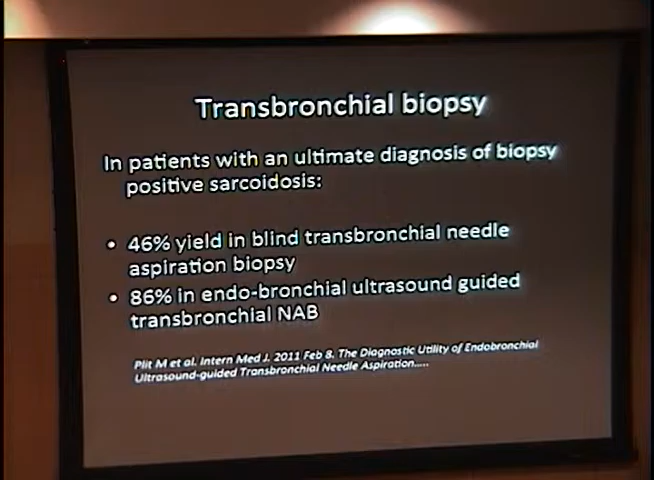 Transbronchial biopsy
In patients with an ultimate diagnosis of biopsy
positive sarcoidosis:
• 46% yield in blind transbronchial needle
aspiration biopsy
• 86% in endo-bronchial ultrasound guided
transbronchial NAB
Plit M et al. Intern Med J. 2011 Feb 8. The Diagnostic Utility of Endobronchial
Ultrasound-guided Transbronchial Needle Aspiration.....